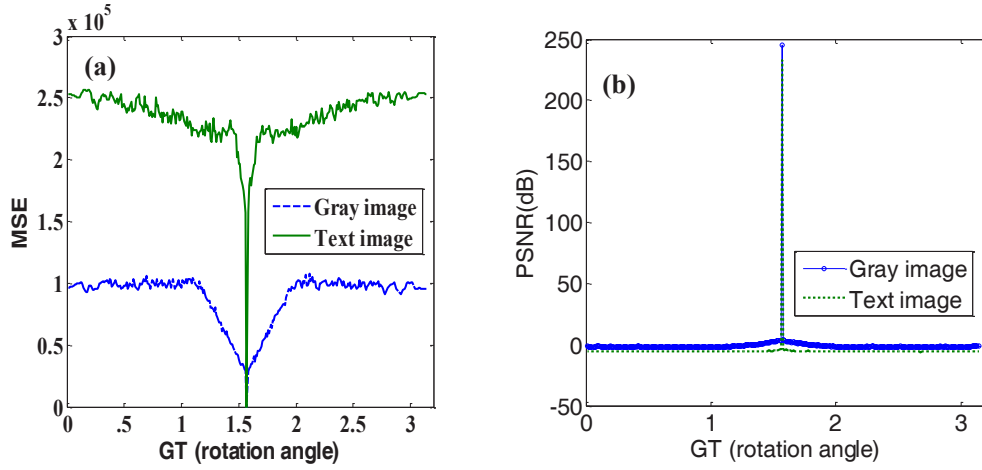 x 10⁵
(a)
3
2.5
2
1.5
1
0.5
0
MSE
Gray image
Text image
0 .5 1 1.5 2 2.5 3
GT (rotation angle)
(b)
250
200
150
100
50
0
-50
PSNR(dB)
Gray image
Text image
0 1 2 3
GT (rotation angle)